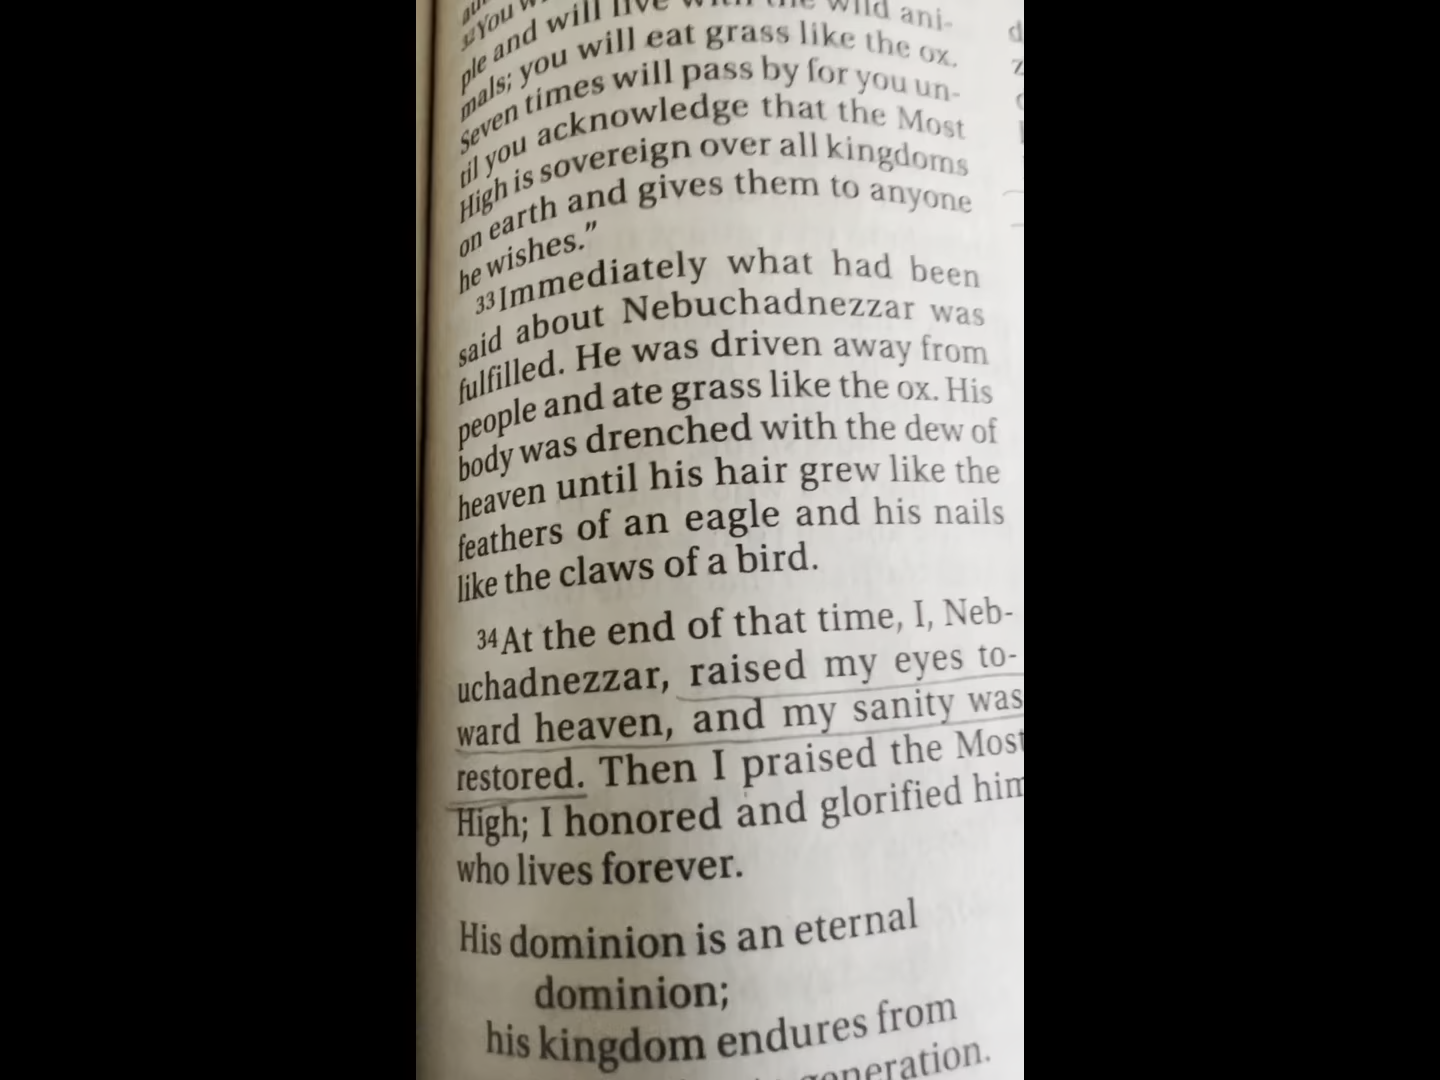 32You
ple and will live with the wild ani-
mals; you will eat grass like the ox.
Seven times will pass by for you un-
til you acknowledge that the Most
High is sovereign over all kingdoms
on earth and gives them to anyone
he wishes.”
33Immediately what had been
said about Nebuchadnezzar was
fulfilled. He was driven away from
people and ate grass like the ox. His
body was drenched with the dew of
heaven until his hair grew like the
feathers of an eagle and his nails
like the claws of a bird.
34At the end of that time, I, Neb-
uchadnezzar, raised my eyes to-
ward heaven, and my sanity was
restored. Then I praised the Most
High; I honored and glorified him
who lives forever.
His dominion is an eternal
dominion;
his kingdom endures from
generation.